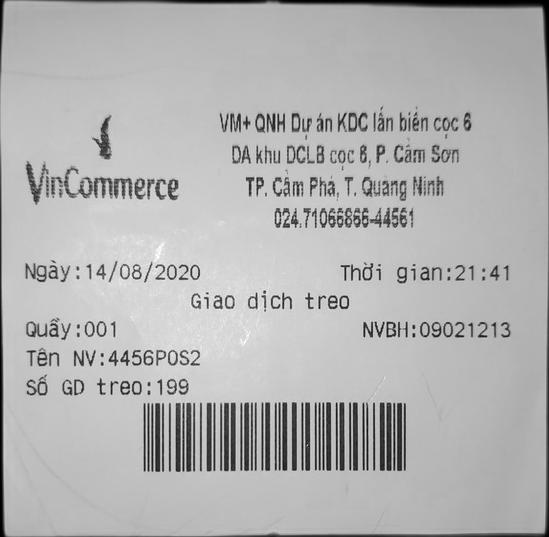 VinCommerce
VM+ QNH Dự án KDC lấn biển cọc 6
DA khu DCLB cọc 6, P. Cẩm Sơn
TP. Cẩm Phả, T. Quảng Ninh
024.71066866-44561
Ngày:14/08/2020 Thời gian:21:41
Giao dịch treo
Quầy:001 NVBH:09021213
Tên NV:4456POS2
Số GD treo:199